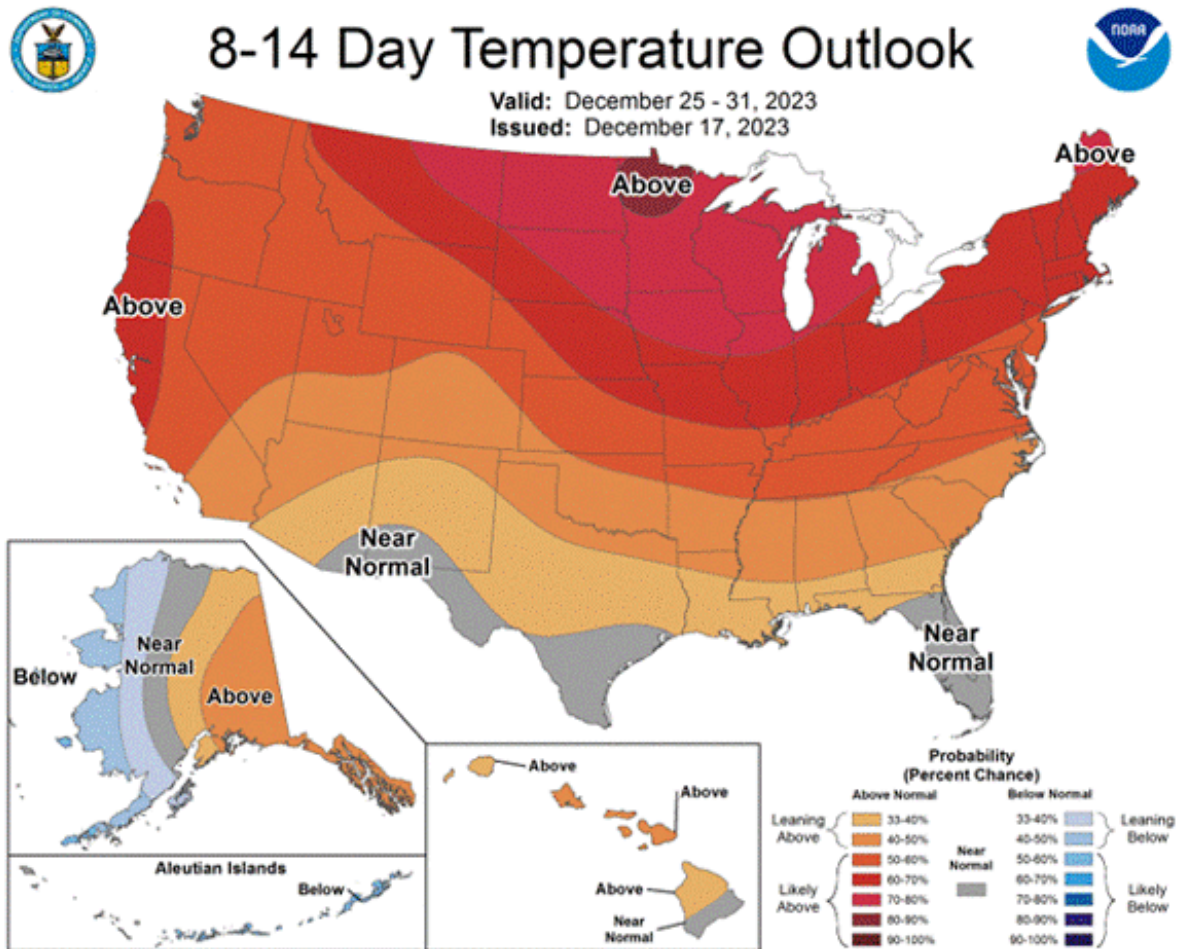 8-14 Day Temperature Outlook
NOAA
Valid: December 25 - 31, 2023
Issued: December 17, 2023
Above
Above
Above
Near
Normal
Near
Normal
Below
Near
Normal
Above
Aleutian Islands
Below
Above
Above
Above
Near
Normal
Probability
(Percent Chance)
Above Normal
Below Normal
Leaning
Above
33-40%
40-50%
Likely
Above
50-60%
60-70%
70-80%
80-90%
90-100%
Near
Normal
33-40%
40-50%
Leaning
Below
50-60%
60-70%
70-80%
80-90%
90-100%
Likely
Below